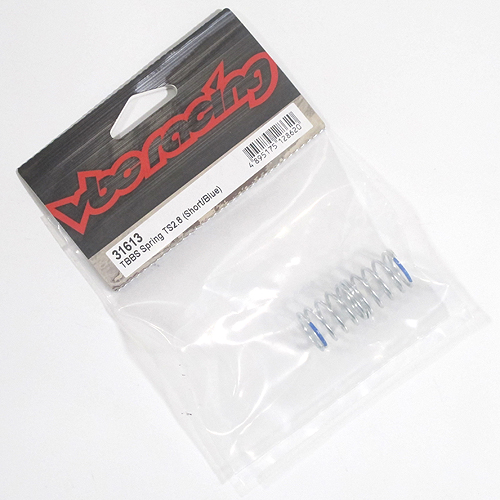 vbc racing
31613
TBBS Spring TS2.8 (Short/Blue)
4 895175 128620